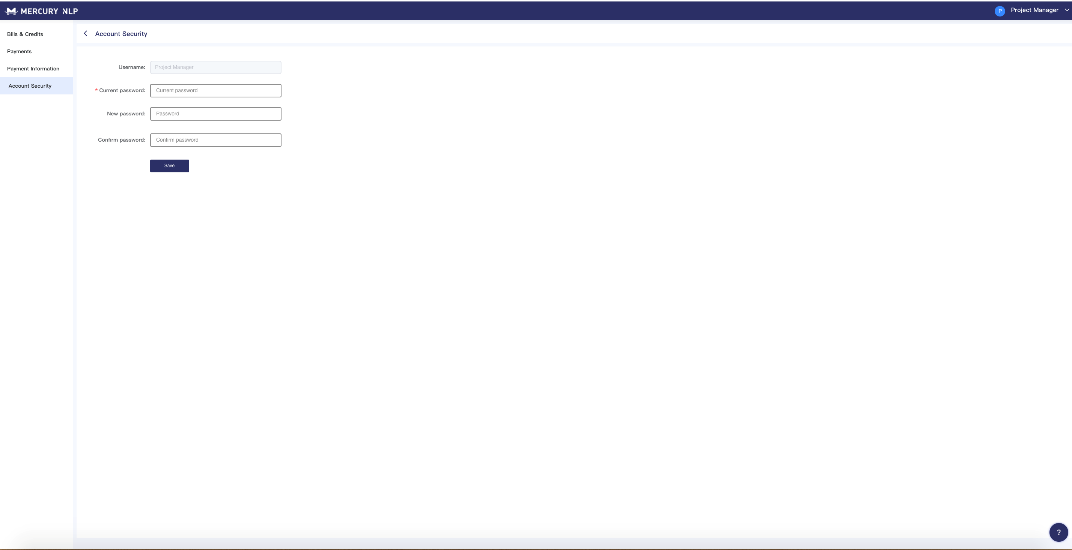 MERCURY NLP
P
Project Manager
Bills & Credits
Payments
Payment Information
Account Security
Account Security
Username:
Project Manager
* Current password:
Current password
New password:
Password
Confirm password:
Confirm password
Save
?